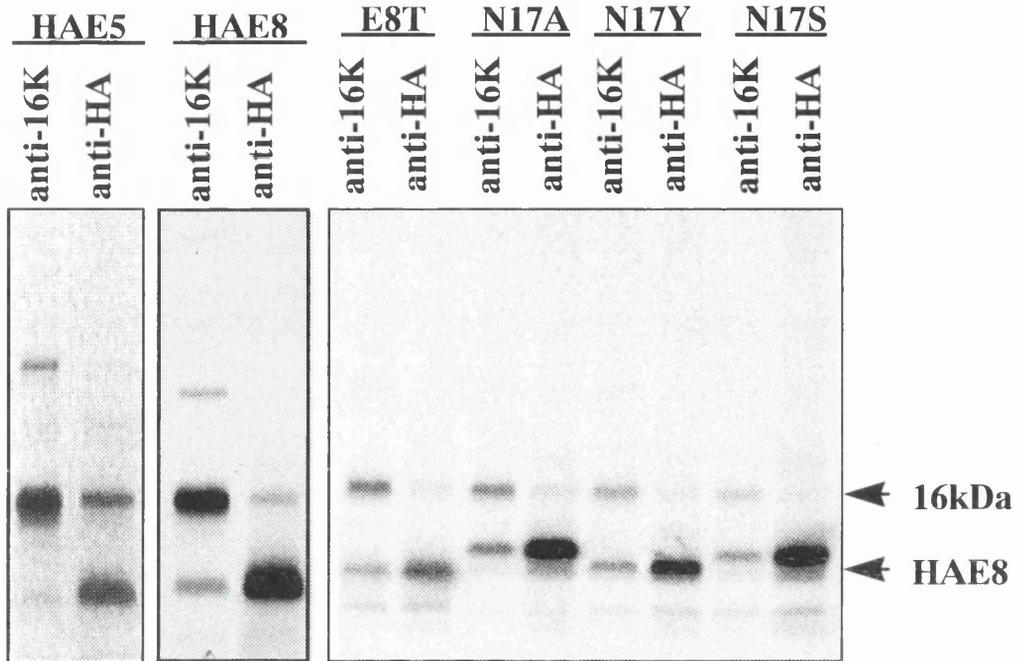 HAE5 HAE8 E8T N17A N17Y N17S
anti-16K anti-HA anti-16K anti-HA anti-16K anti-HA anti-16K anti-HA anti-16K anti-HA anti-16K anti-HA
16kDa
HAE8